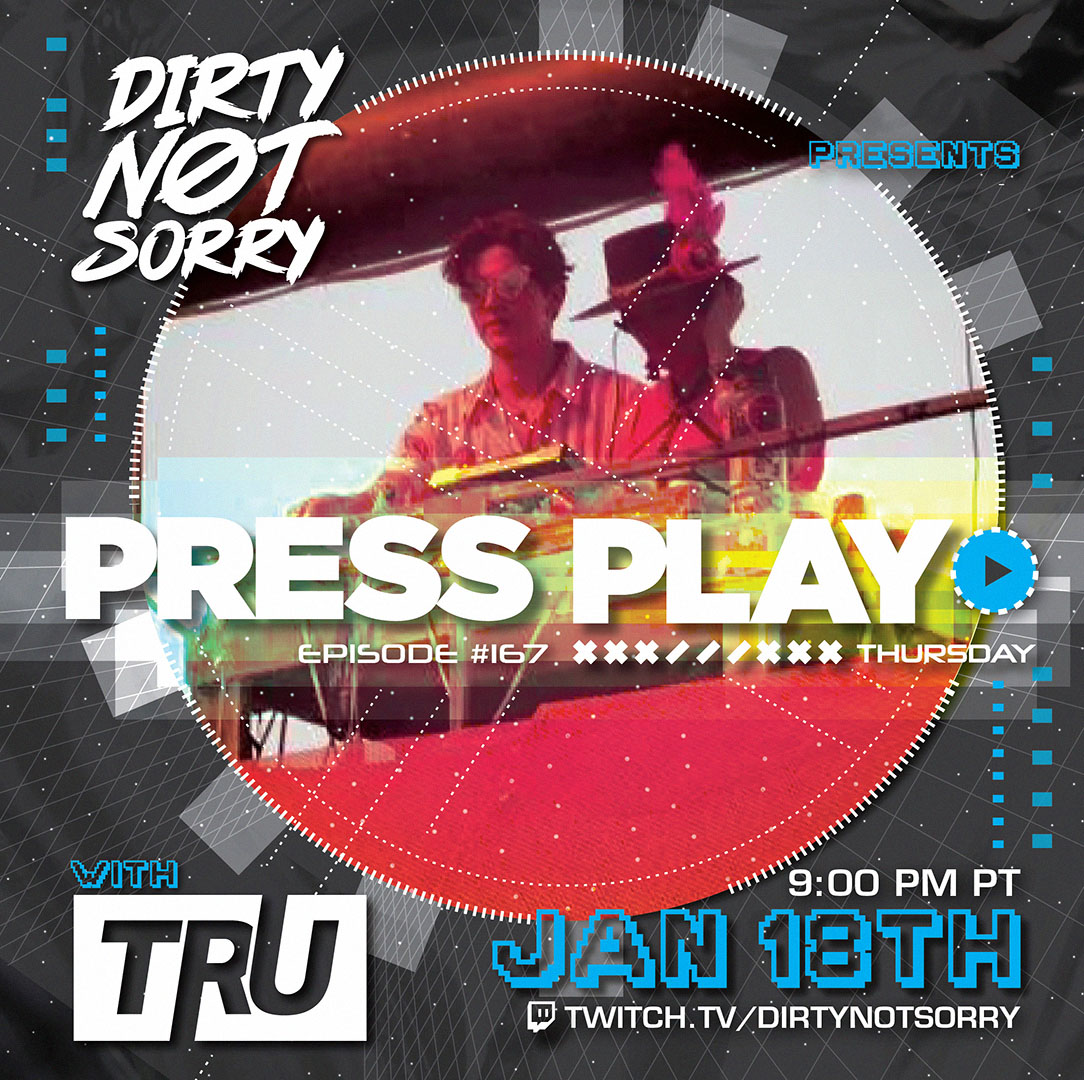 DIRTY
NØT
SORRY
PRESENTS
PRESS PLAY
EPISODE #167 ×××///××× THURSDAY
WITH
TRU
9:00 PM PT
JAN 18TH
TWITCH.TV/DIRTYNOTSORRY